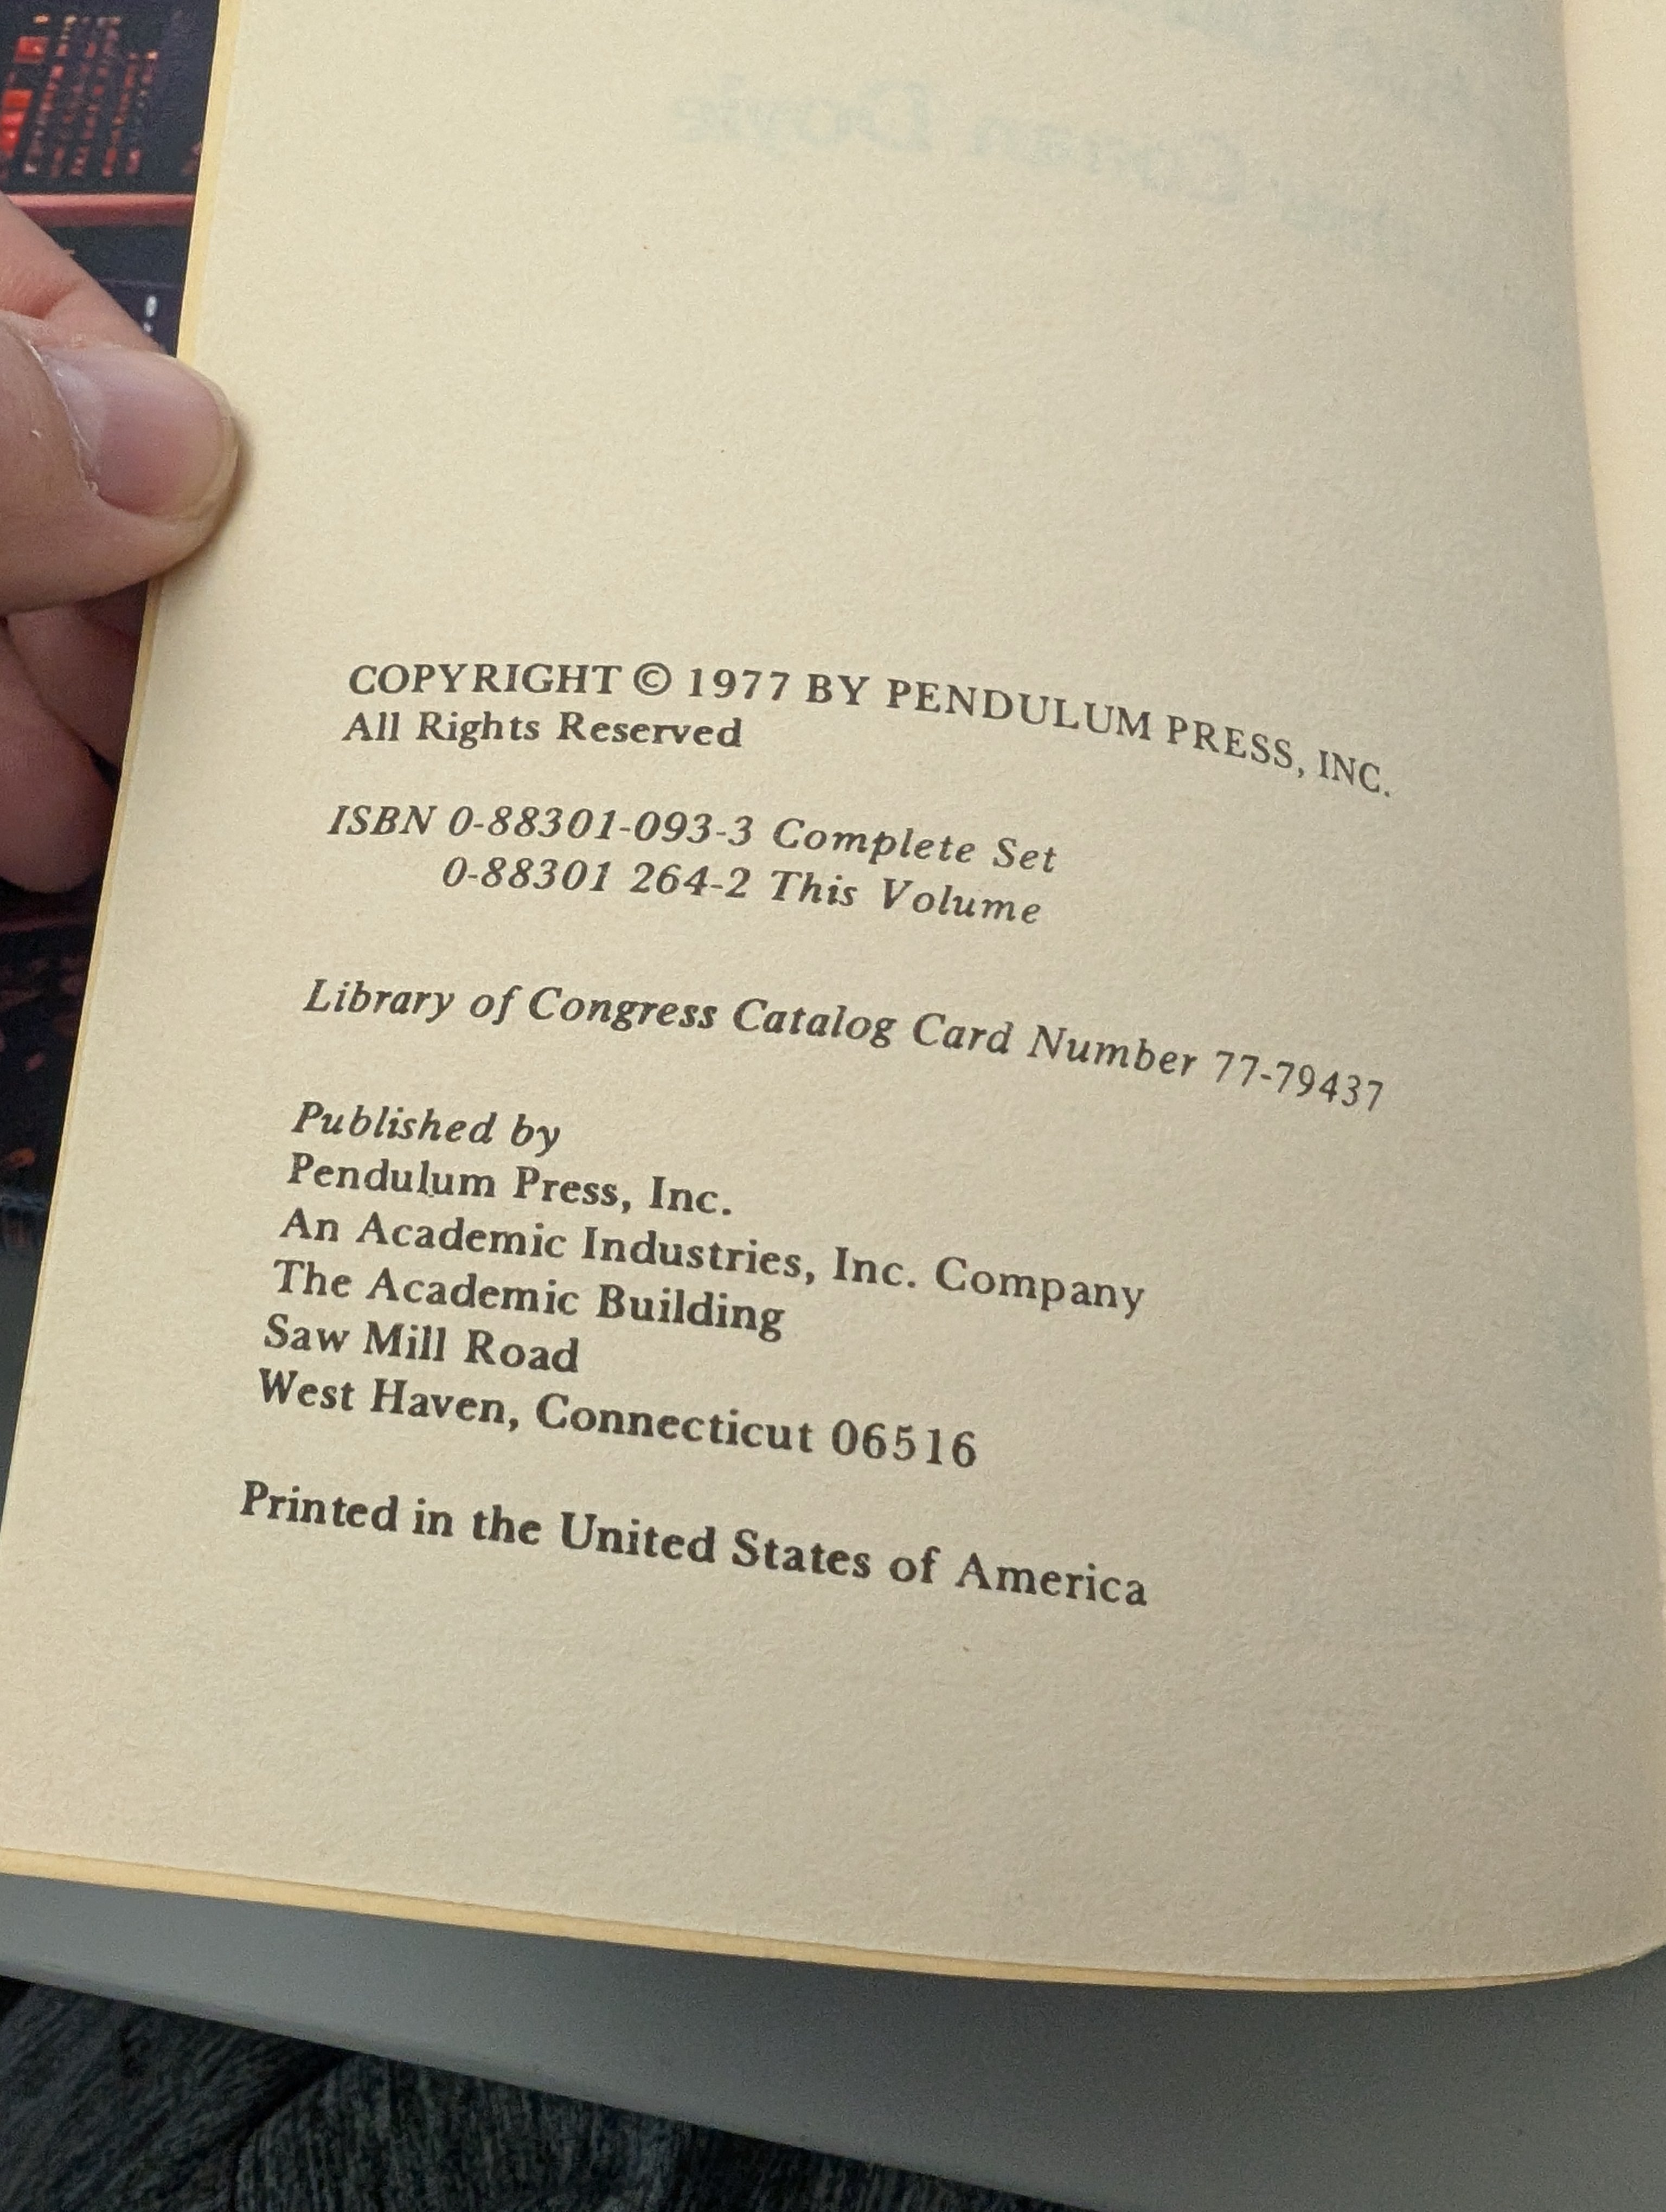 Conan Doyle
COPYRIGHT © 1977 BY PENDULUM PRESS, INC.
All Rights Reserved
ISBN 0-88301-093-3 Complete Set
0-88301 264-2 This Volume
Library of Congress Catalog Card Number 77-79437
Published by
Pendulum Press, Inc.
An Academic Industries, Inc. Company
The Academic Building
Saw Mill Road
West Haven, Connecticut 06516
Printed in the United States of America